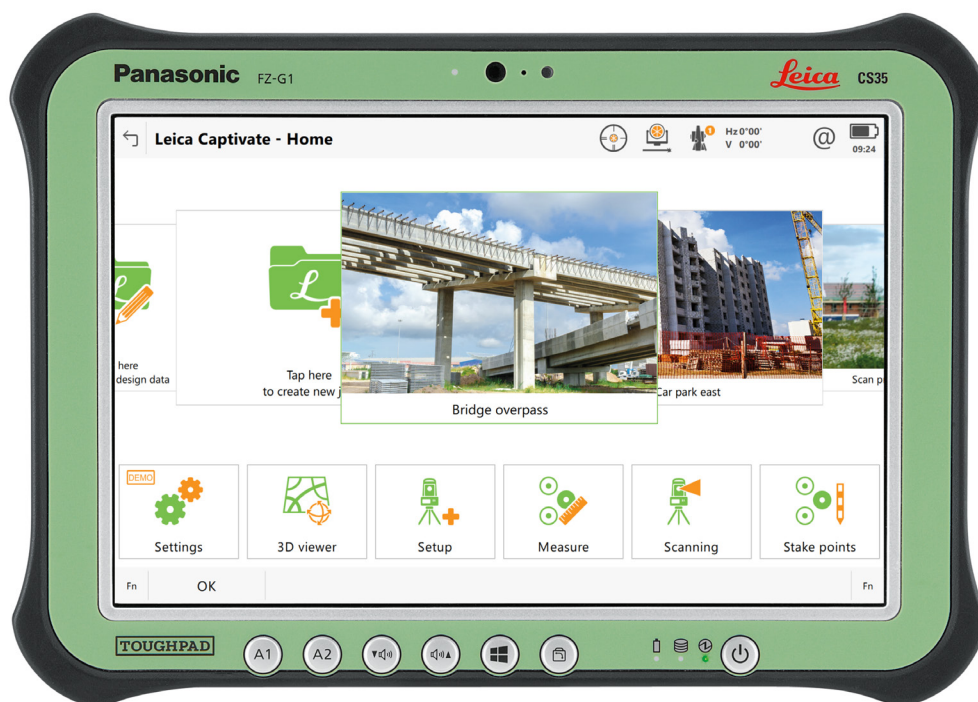 Panasonic FZ-G1
Leica CS35
Leica Captivate - Home
1
Hz 0°00'
V 0°00'
@
09:24
here
design data
Tap here
to create new j
Bridge overpass
Car park east
Scan p
DEMO
Settings
3D viewer
Setup
Measure
Scanning
Stake points
Fn
OK
Fn
TOUGHPAD
A1
A2